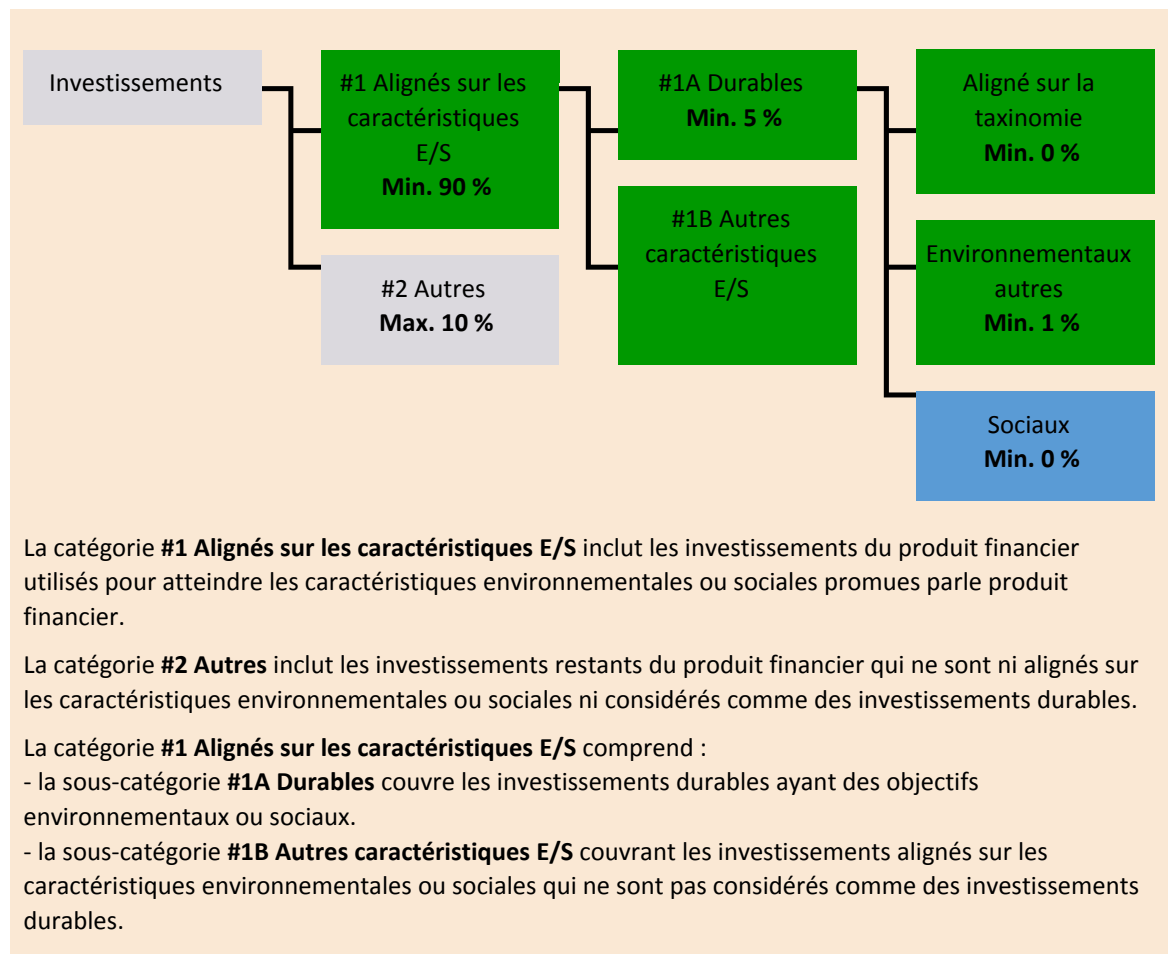 Investissements
#1 Alignés sur les
caractéristiques
E/S
Min. 90 %
#2 Autres
Max. 10 %
#1A Durables
Min. 5 %
#1B Autres
caractéristiques
E/S
Aligné sur la
taxinomie
Min. 0 %
Environnementaux
autres
Min. 1 %
Sociaux
Min. 0 %
La catégorie #1 Alignés sur les caractéristiques E/S inclut les investissements du produit financier
utilisés pour atteindre les caractéristiques environnementales ou sociales promues parle produit
financier.
La catégorie #2 Autres inclut les investissements restants du produit financier qui ne sont ni alignés sur
les caractéristiques environnementales ou sociales ni considérés comme des investissements durables.
La catégorie #1 Alignés sur les caractéristiques E/S comprend :
- la sous-catégorie #1A Durables couvre les investissements durables ayant des objectifs
environnementaux ou sociaux.
- la sous-catégorie #1B Autres caractéristiques E/S couvrant les investissements alignés sur les
caractéristiques environnementales ou sociales qui ne sont pas considérés comme des investissements
durables.